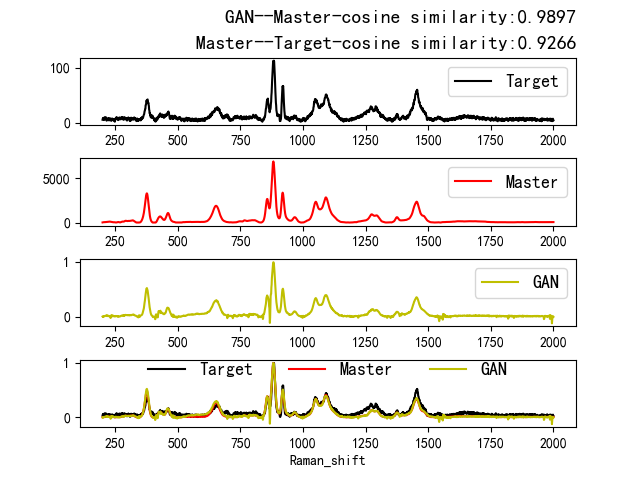 GAN--Master-cosine similarity:0.9897
Master--Target-cosine similarity:0.9266
100
0
Target
250 500 750 1000 1250 1500 1750 2000
5000
0
Master
250 500 750 1000 1250 1500 1750 2000
1
0
GAN
250 500 750 1000 1250 1500 1750 2000
1
0
Target Master GAN
250 500 750 1000 1250 1500 1750 2000
Raman_shift